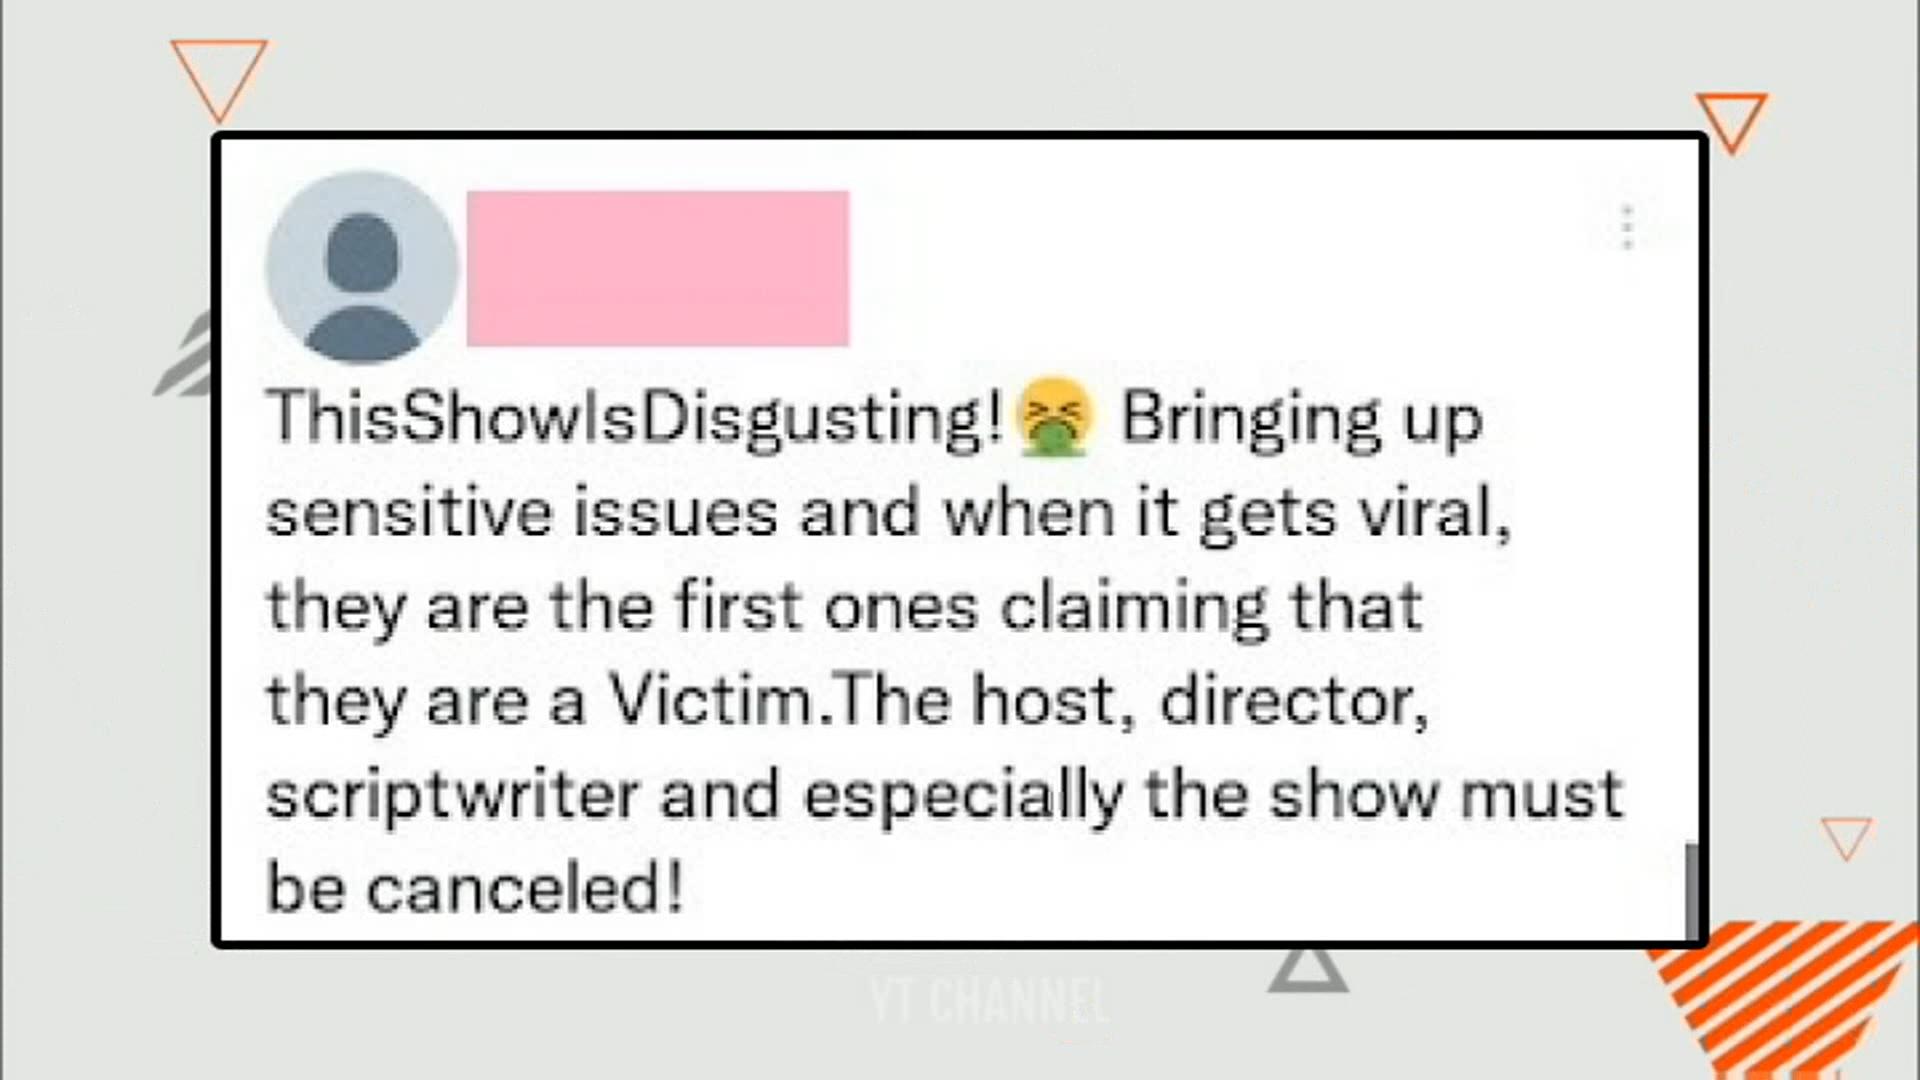 ThisShowIsDisgusting!🤮 Bringing up
sensitive issues and when it gets viral,
they are the first ones claiming that
they are a Victim.The host, director,
scriptwriter and especially the show must
be canceled!
YT CHANNEL